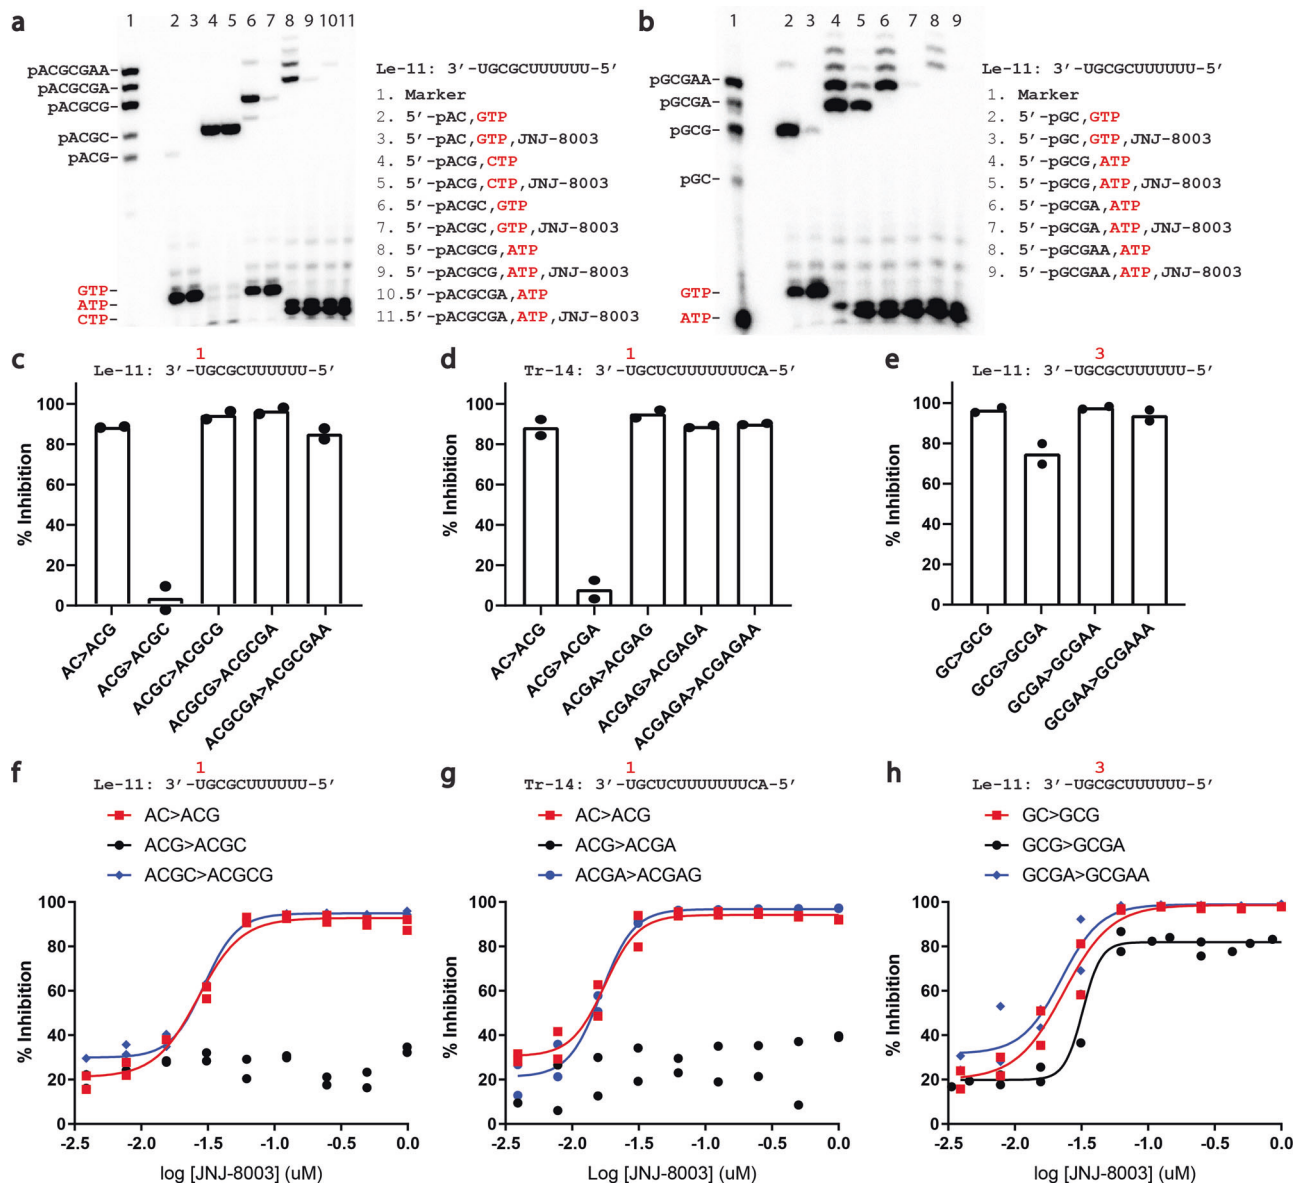 a
1 2 3 4 5 6 7 8 9 10 11
pACGCGAA-
pACGCGA-
pACGCG-
pACGC-
pACG-
GTP-
ATP-
CTP-
Le-11: 3’-UGCGCUUUUUU-5’
1. Marker
2. 5’-pAC,GTP
3. 5’-pAC,GTP,JNJ-8003
4. 5’-pACG,CTP
5. 5’-pACG,CTP,JNJ-8003
6. 5’-pACGC,GTP
7. 5’-pACGC,GTP,JNJ-8003
8. 5’-pACGCG,ATP
9. 5’-pACGCG,ATP,JNJ-8003
10.5’-pACGCGA,ATP
11.5’-pACGCGA,ATP,JNJ-8003
b
1 2 3 4 5 6 7 8 9
pGCGAA-
pGCGA-
pGCG-
pGC-
GTP-
ATP-
Le-11: 3’-UGCGCUUUUUU-5’
1. Marker
2. 5’-pGC,GTP
3. 5’-pGC,GTP,JNJ-8003
4. 5’-pGCG,ATP
5. 5’-pGCG,ATP,JNJ-8003
6. 5’-pGCGA,ATP
7. 5’-pGCGA,ATP,JNJ-8003
8. 5’-pGCGAA,ATP
9. 5’-pGCGAA,ATP,JNJ-8003
c
1
Le-11: 3’-UGCGCUUUUUU-5’
% Inhibition
100
80
60
40
20
0
AC>ACG
ACG>ACGC
ACGC>ACGCG
ACGCG>ACGCGA
ACGCGA>ACGCGAA
d
1
Tr-14: 3’-UGCUCUUUUUUUCA-5’
% Inhibition
100
80
60
40
20
0
AC>ACG
ACG>ACGA
ACGA>ACGAG
ACGAG>ACGAGA
ACGAGA>ACGAGAA
e
3
Le-11: 3’-UGCGCUUUUUU-5’
% Inhibition
100
80
60
40
20
0
GC>GCG
GCG>GCGA
GCGA>GCGAA
GCGAA>GCGAAA
f
1
Le-11: 3’-UGCGCUUUUUU-5’
AC>ACG
ACG>ACGC
ACGC>ACGCG
% Inhibition
100
80
60
40
20
0
-2.5 -2.0 -1.5 -1.0 -0.5 0.0
log [JNJ-8003] (uM)
g
1
Tr-14: 3’-UGCUCUUUUUUUCA-5’
AC>ACG
ACG>ACGA
ACGA>ACGAG
% Inhibition
100
80
60
40
20
0
-2.5 -2.0 -1.5 -1.0 -0.5 0.0
Log [JNJ-8003] (uM)
h
3
Le-11: 3’-UGCGCUUUUUU-5’
GC>GCG
GCG>GCGA
GCGA>GCGAA
% Inhibition
100
80
60
40
20
0
-2.5 -2.0 -1.5 -1.0 -0.5 0.0
log [JNJ-8003] (uM)